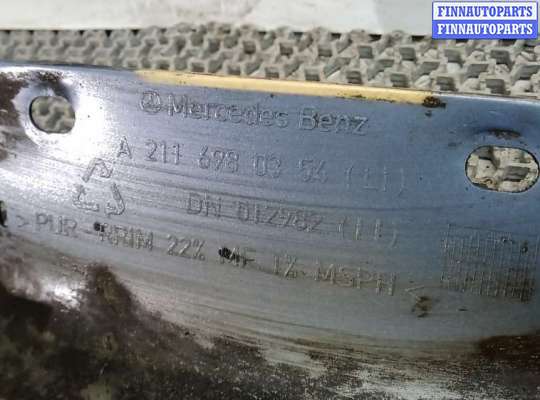 FINNAUTOPARTS
FINNAUTOPARTS
Mercedes Benz
A 211 698 03 54 (LI)
DN 012982 (LI)
>PUR-RRIM 22% MF 1% MSPH<